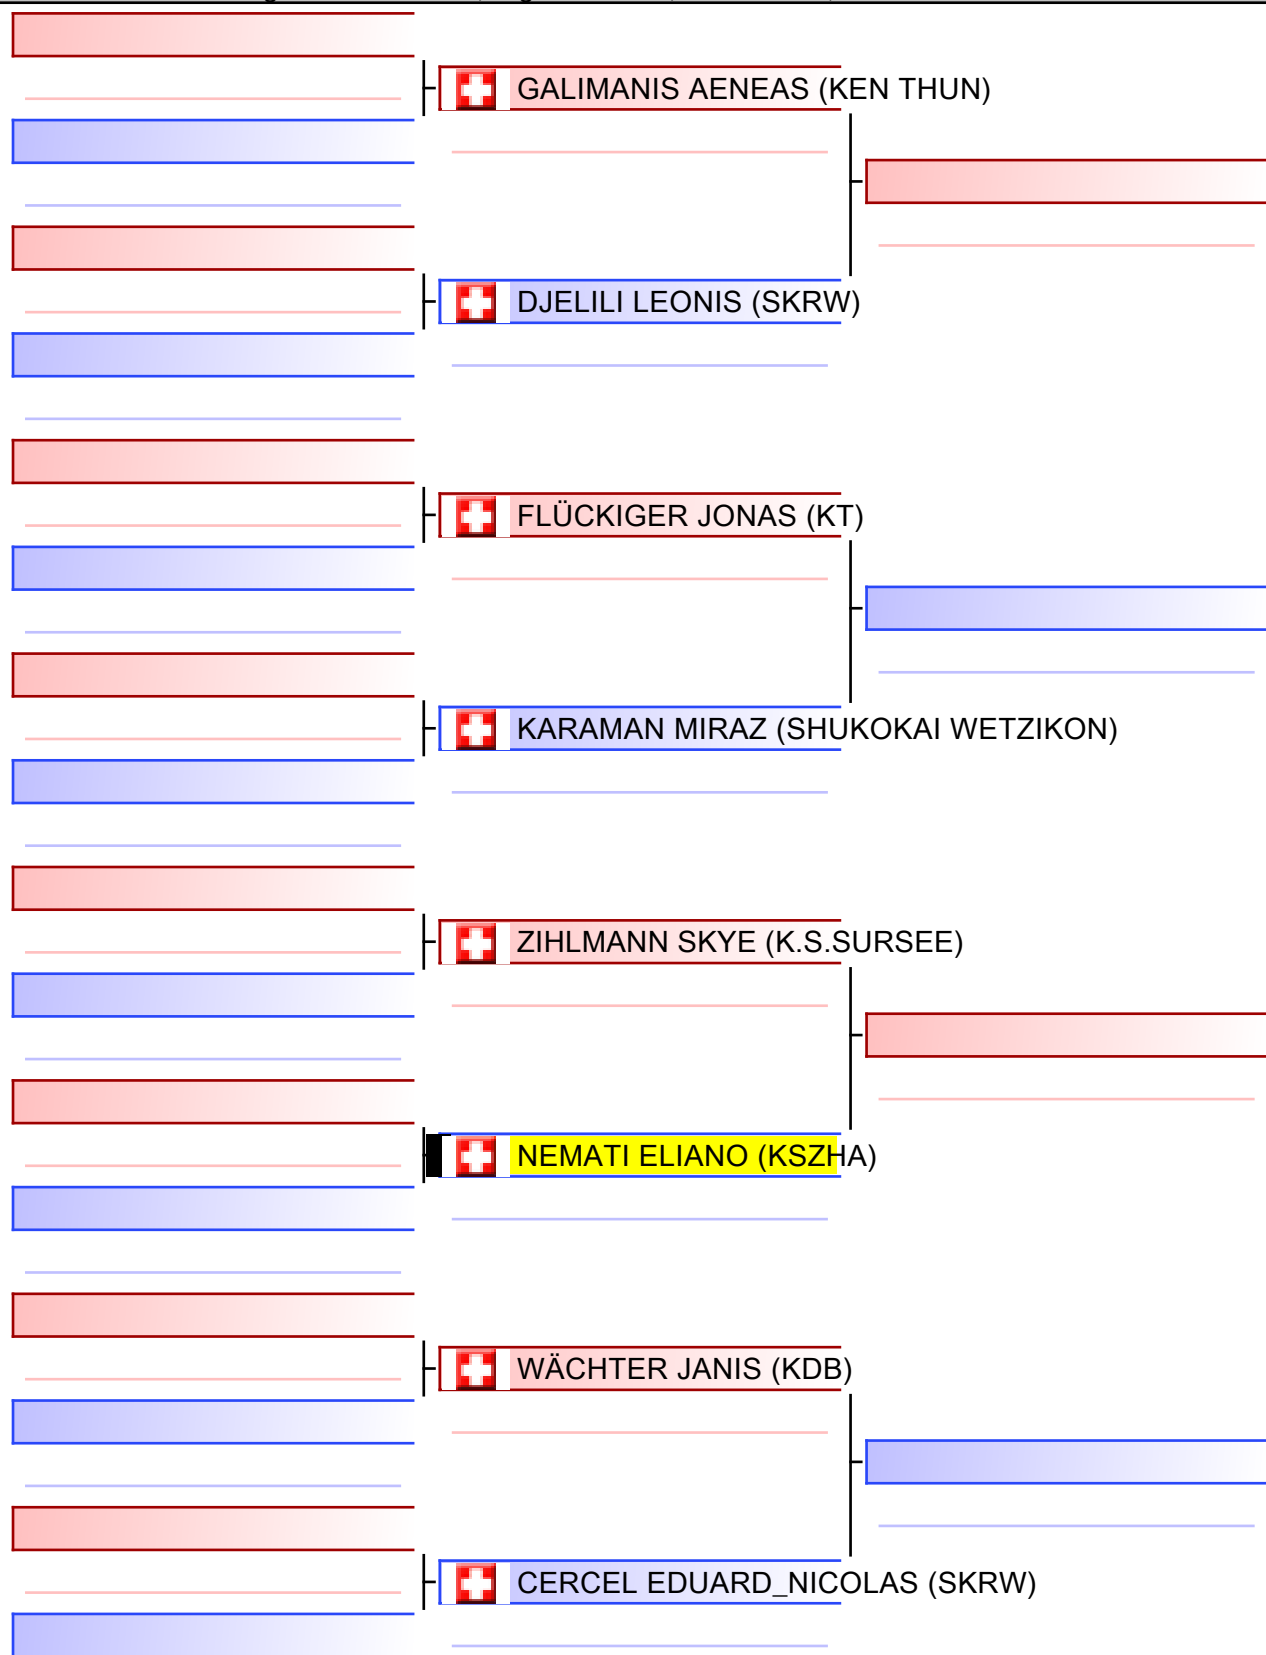 GALIMANIS AENEAS (KEN THUN)
DJELILI LEONIS (SKRW)
FLÜCKIGER JONAS (KT)
KARAMAN MIRAZ (SHUKOKAI WETZIKON)
ZIHLMANN SKYE (K.S.SURSEE)
NEMATI ELIANO (KSZHA)
WÄCHTER JANIS (KDB)
CERCEL EDUARD_NICOLAS (SKRW)